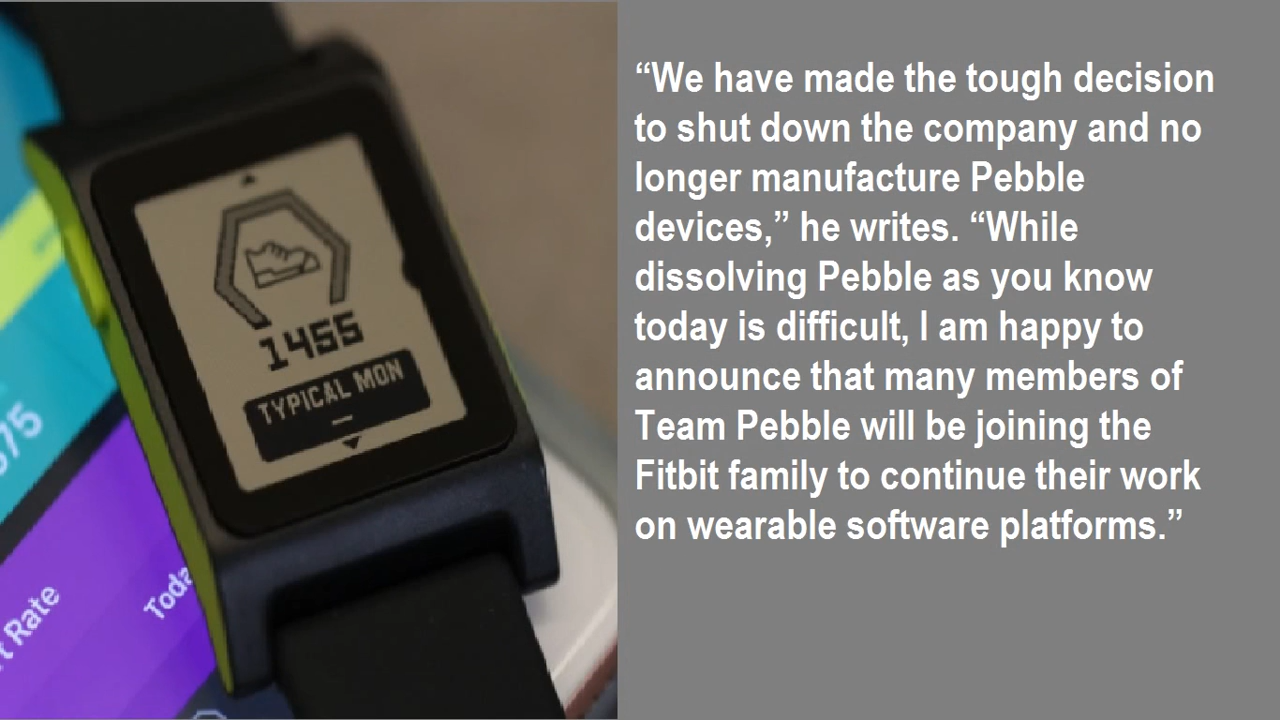 1455
TYPICAL MON
75
t Rate
Toda
“We have made the tough decision
to shut down the company and no
longer manufacture Pebble
devices,” he writes. “While
dissolving Pebble as you know
today is difficult, I am happy to
announce that many members of
Team Pebble will be joining the
Fitbit family to continue their work
on wearable software platforms.”